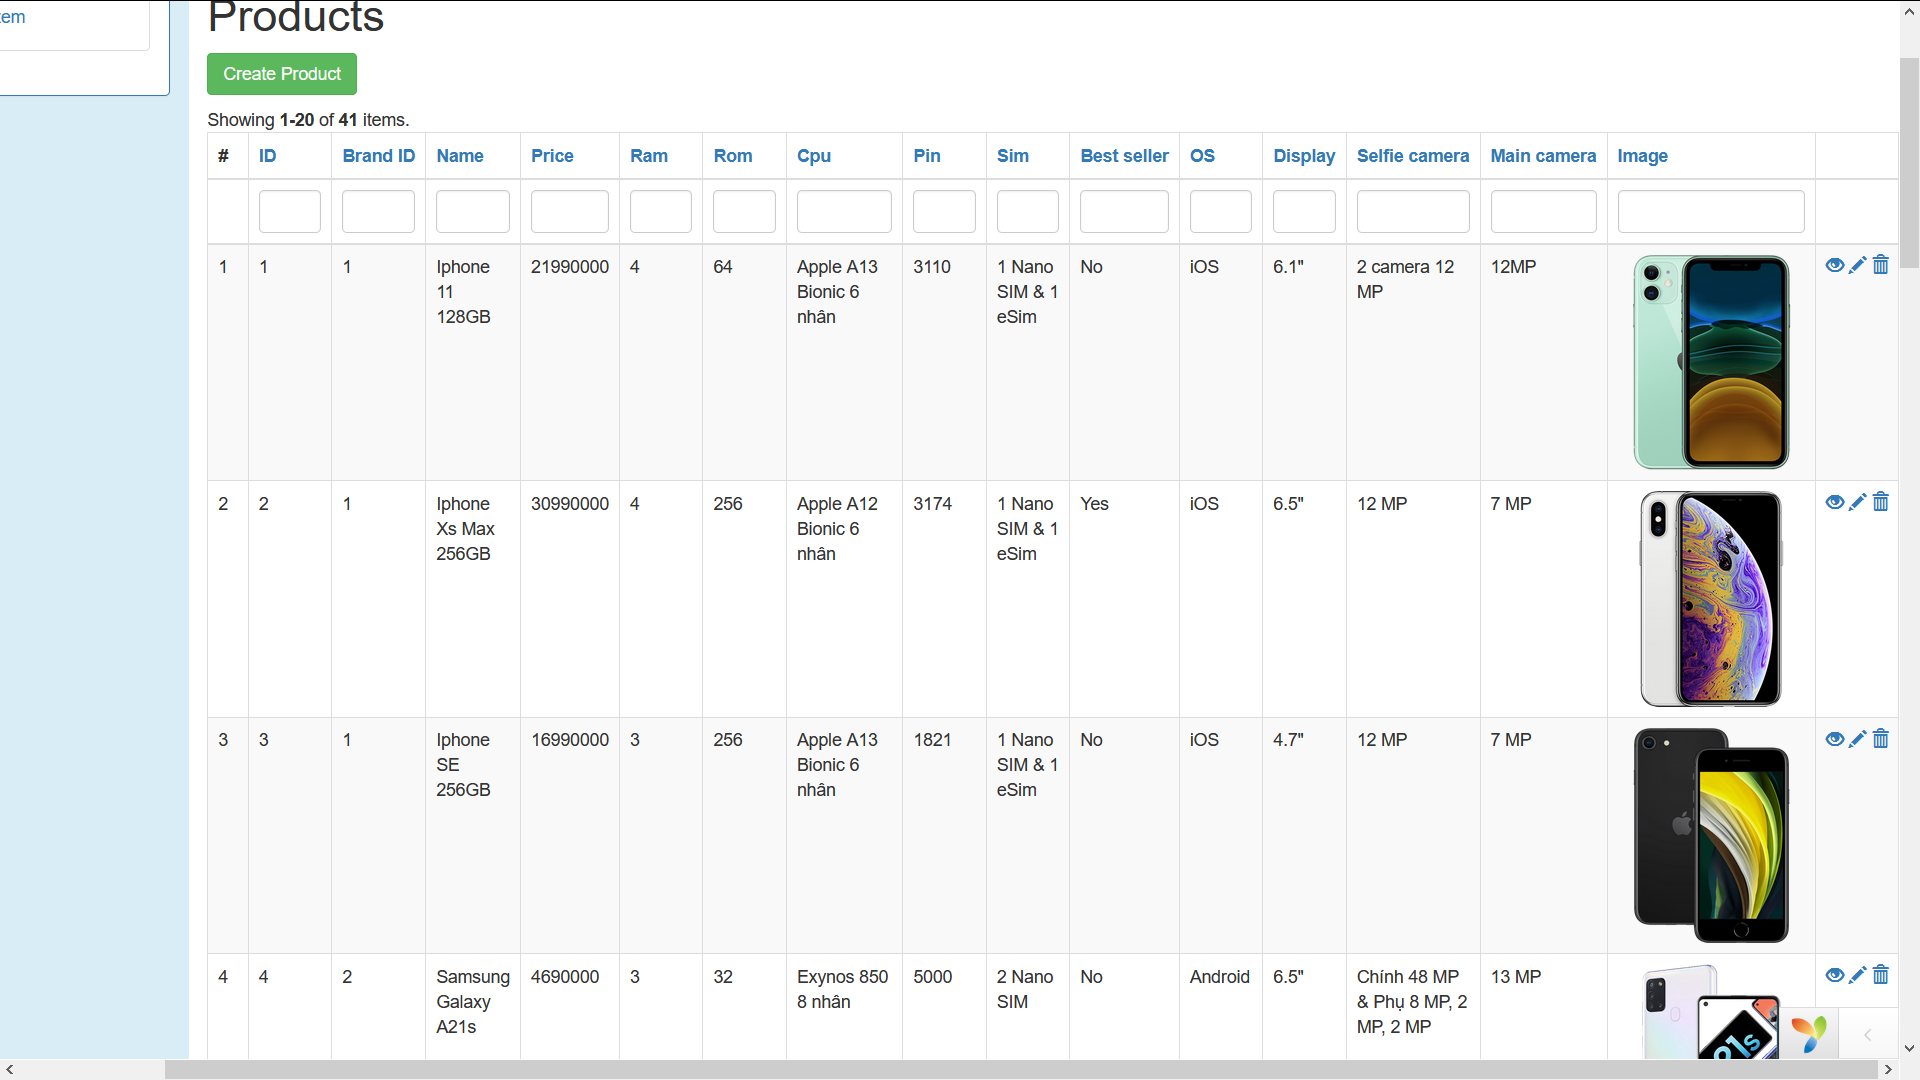 tem
Products
Create Product
Showing 1-20 of 41 items.
# ID Brand ID Name Price Ram Rom Cpu Pin Sim Best seller OS Display Selfie camera Main camera Image
1 1 1 Iphone 21990000 4 64 Apple A13 3110 1 Nano No iOS 6.1" 2 camera 12 12MP
11 Bionic 6 SIM & 1 MP
128GB nhân eSim
2 2 1 Iphone 30990000 4 256 Apple A12 3174 1 Nano Yes iOS 6.5" 12 MP 7 MP
Xs Max Bionic 6 SIM & 1
256GB nhân eSim
3 3 1 Iphone 16990000 3 256 Apple A13 1821 1 Nano No iOS 4.7" 12 MP 7 MP
SE Bionic 6 SIM & 1
256GB nhân eSim
4 4 2 Samsung 4690000 3 32 Exynos 850 5000 2 Nano No Android 6.5" Chính 48 MP 13 MP
Galaxy 8 nhân SIM & Phụ 8 MP, 2
A21s MP, 2 MP